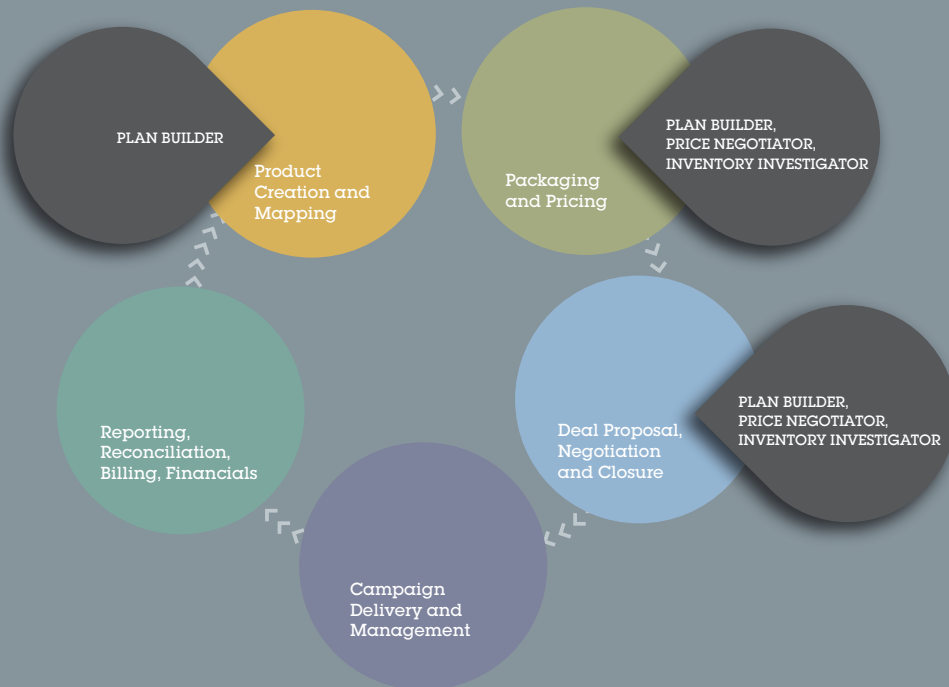 PLAN BUILDER
Product
Creation and
Mapping
Packaging
and Pricing
PLAN BUILDER,
PRICE NEGOTIATOR,
INVENTORY INVESTIGATOR
Deal Proposal,
Negotiation
and Closure
PLAN BUILDER,
PRICE NEGOTIATOR,
INVENTORY INVESTIGATOR
Campaign
Delivery and
Management
Reporting,
Reconciliation,
Billing, Financials